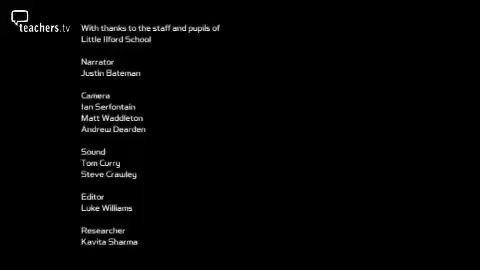 teachers.tv
With thanks to the staff and pupils of
Little Ilford School
Narrator
Justin Bateman
Camera
Ian Serfontain
Matt Waddleton
Andrew Dearden
Sound
Tom Curry
Steve Crawley
Editor
Luke Williams
Researcher
Kavita Sharma